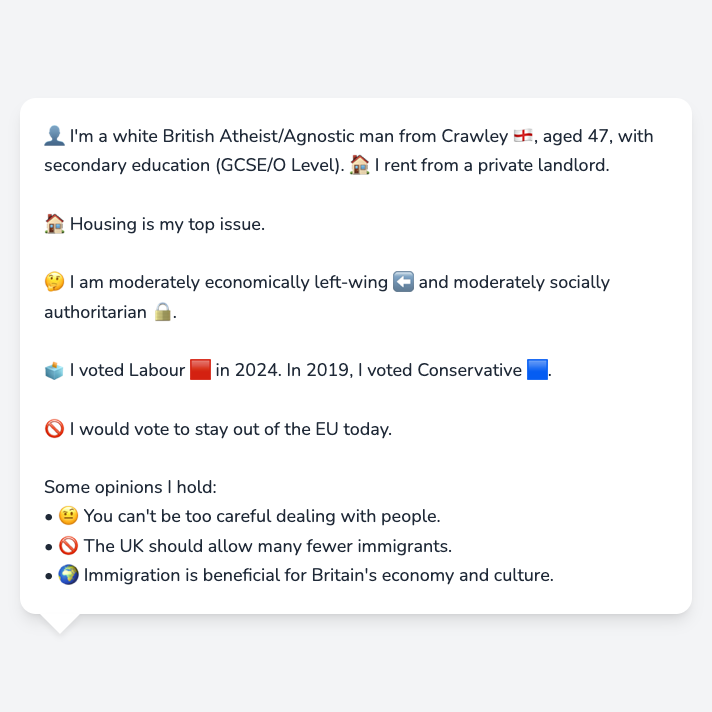 👤 I'm a white British Atheist/Agnostic man from Crawley 🏴󠁧󠁢󠁥󠁮󠁧󠁿, aged 47, with
secondary education (GCSE/O Level). 🏠 I rent from a private landlord.
🏠 Housing is my top issue.
🤔 I am moderately economically left-wing ⬅️ and moderately socially
authoritarian 🔒.
🗳️ I voted Labour 🟥 in 2024. In 2019, I voted Conservative 🟦.
🚫 I would vote to stay out of the EU today.
Some opinions I hold:
• 🤨 You can't be too careful dealing with people.
• 🚫 The UK should allow many fewer immigrants.
• 🌍 Immigration is beneficial for Britain's economy and culture.